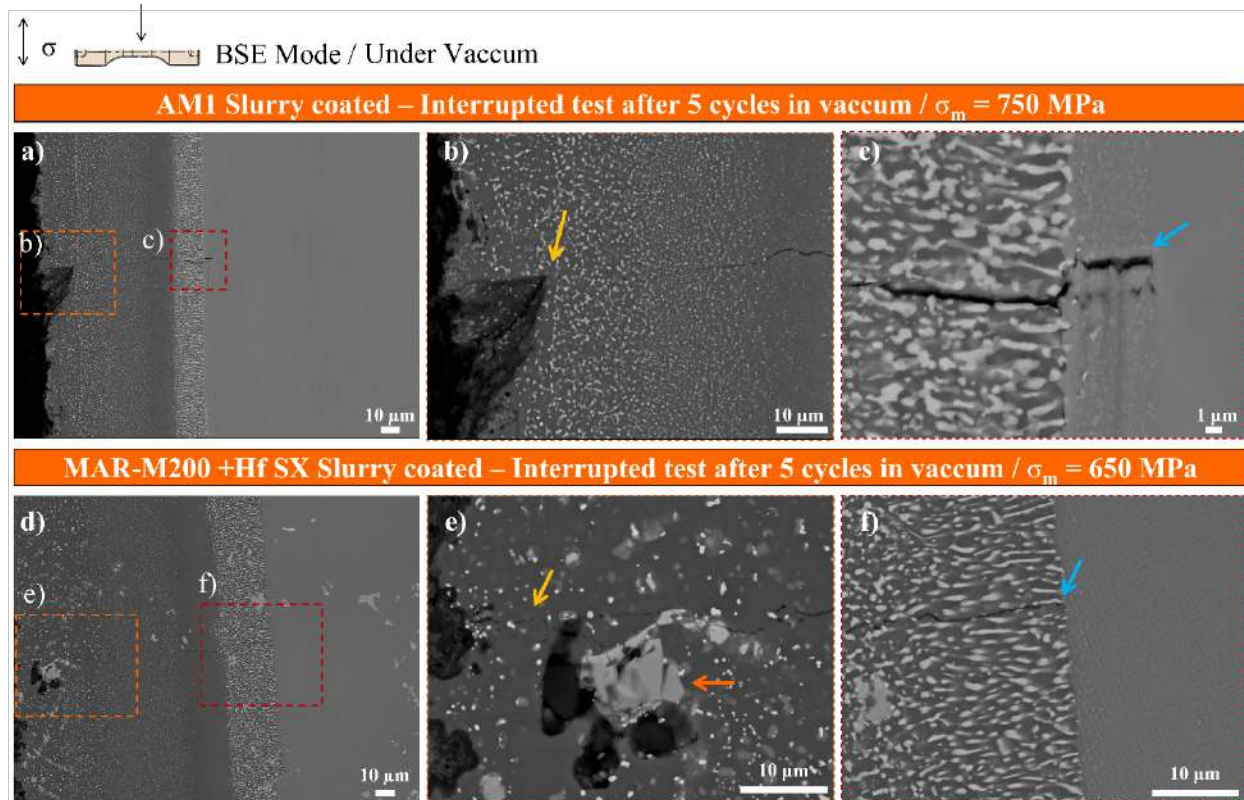 σ
BSE Mode / Under Vaccum
AM1 Slurry coated – Interrupted test after 5 cycles in vaccum / σm = 750 MPa
a)
b)
c)
b)
c)
10 µm
10 µm
1 µm
MAR-M200 +Hf SX Slurry coated – Interrupted test after 5 cycles in vaccum / σm = 650 MPa
d)
e)
f)
f)
e)
10 µm
10 µm
10 µm